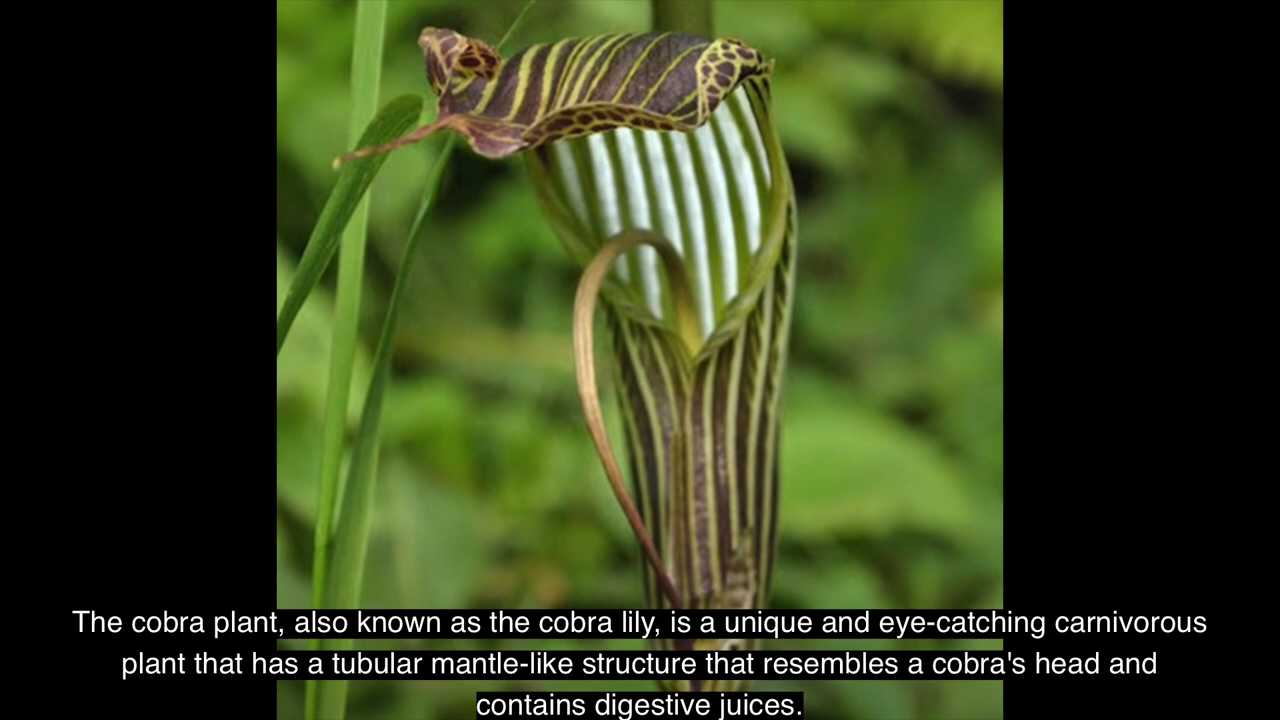 The cobra plant, also known as the cobra lily, is a unique and eye-catching carnivorous
plant that has a tubular mantle-like structure that resembles a cobra's head and
contains digestive juices.